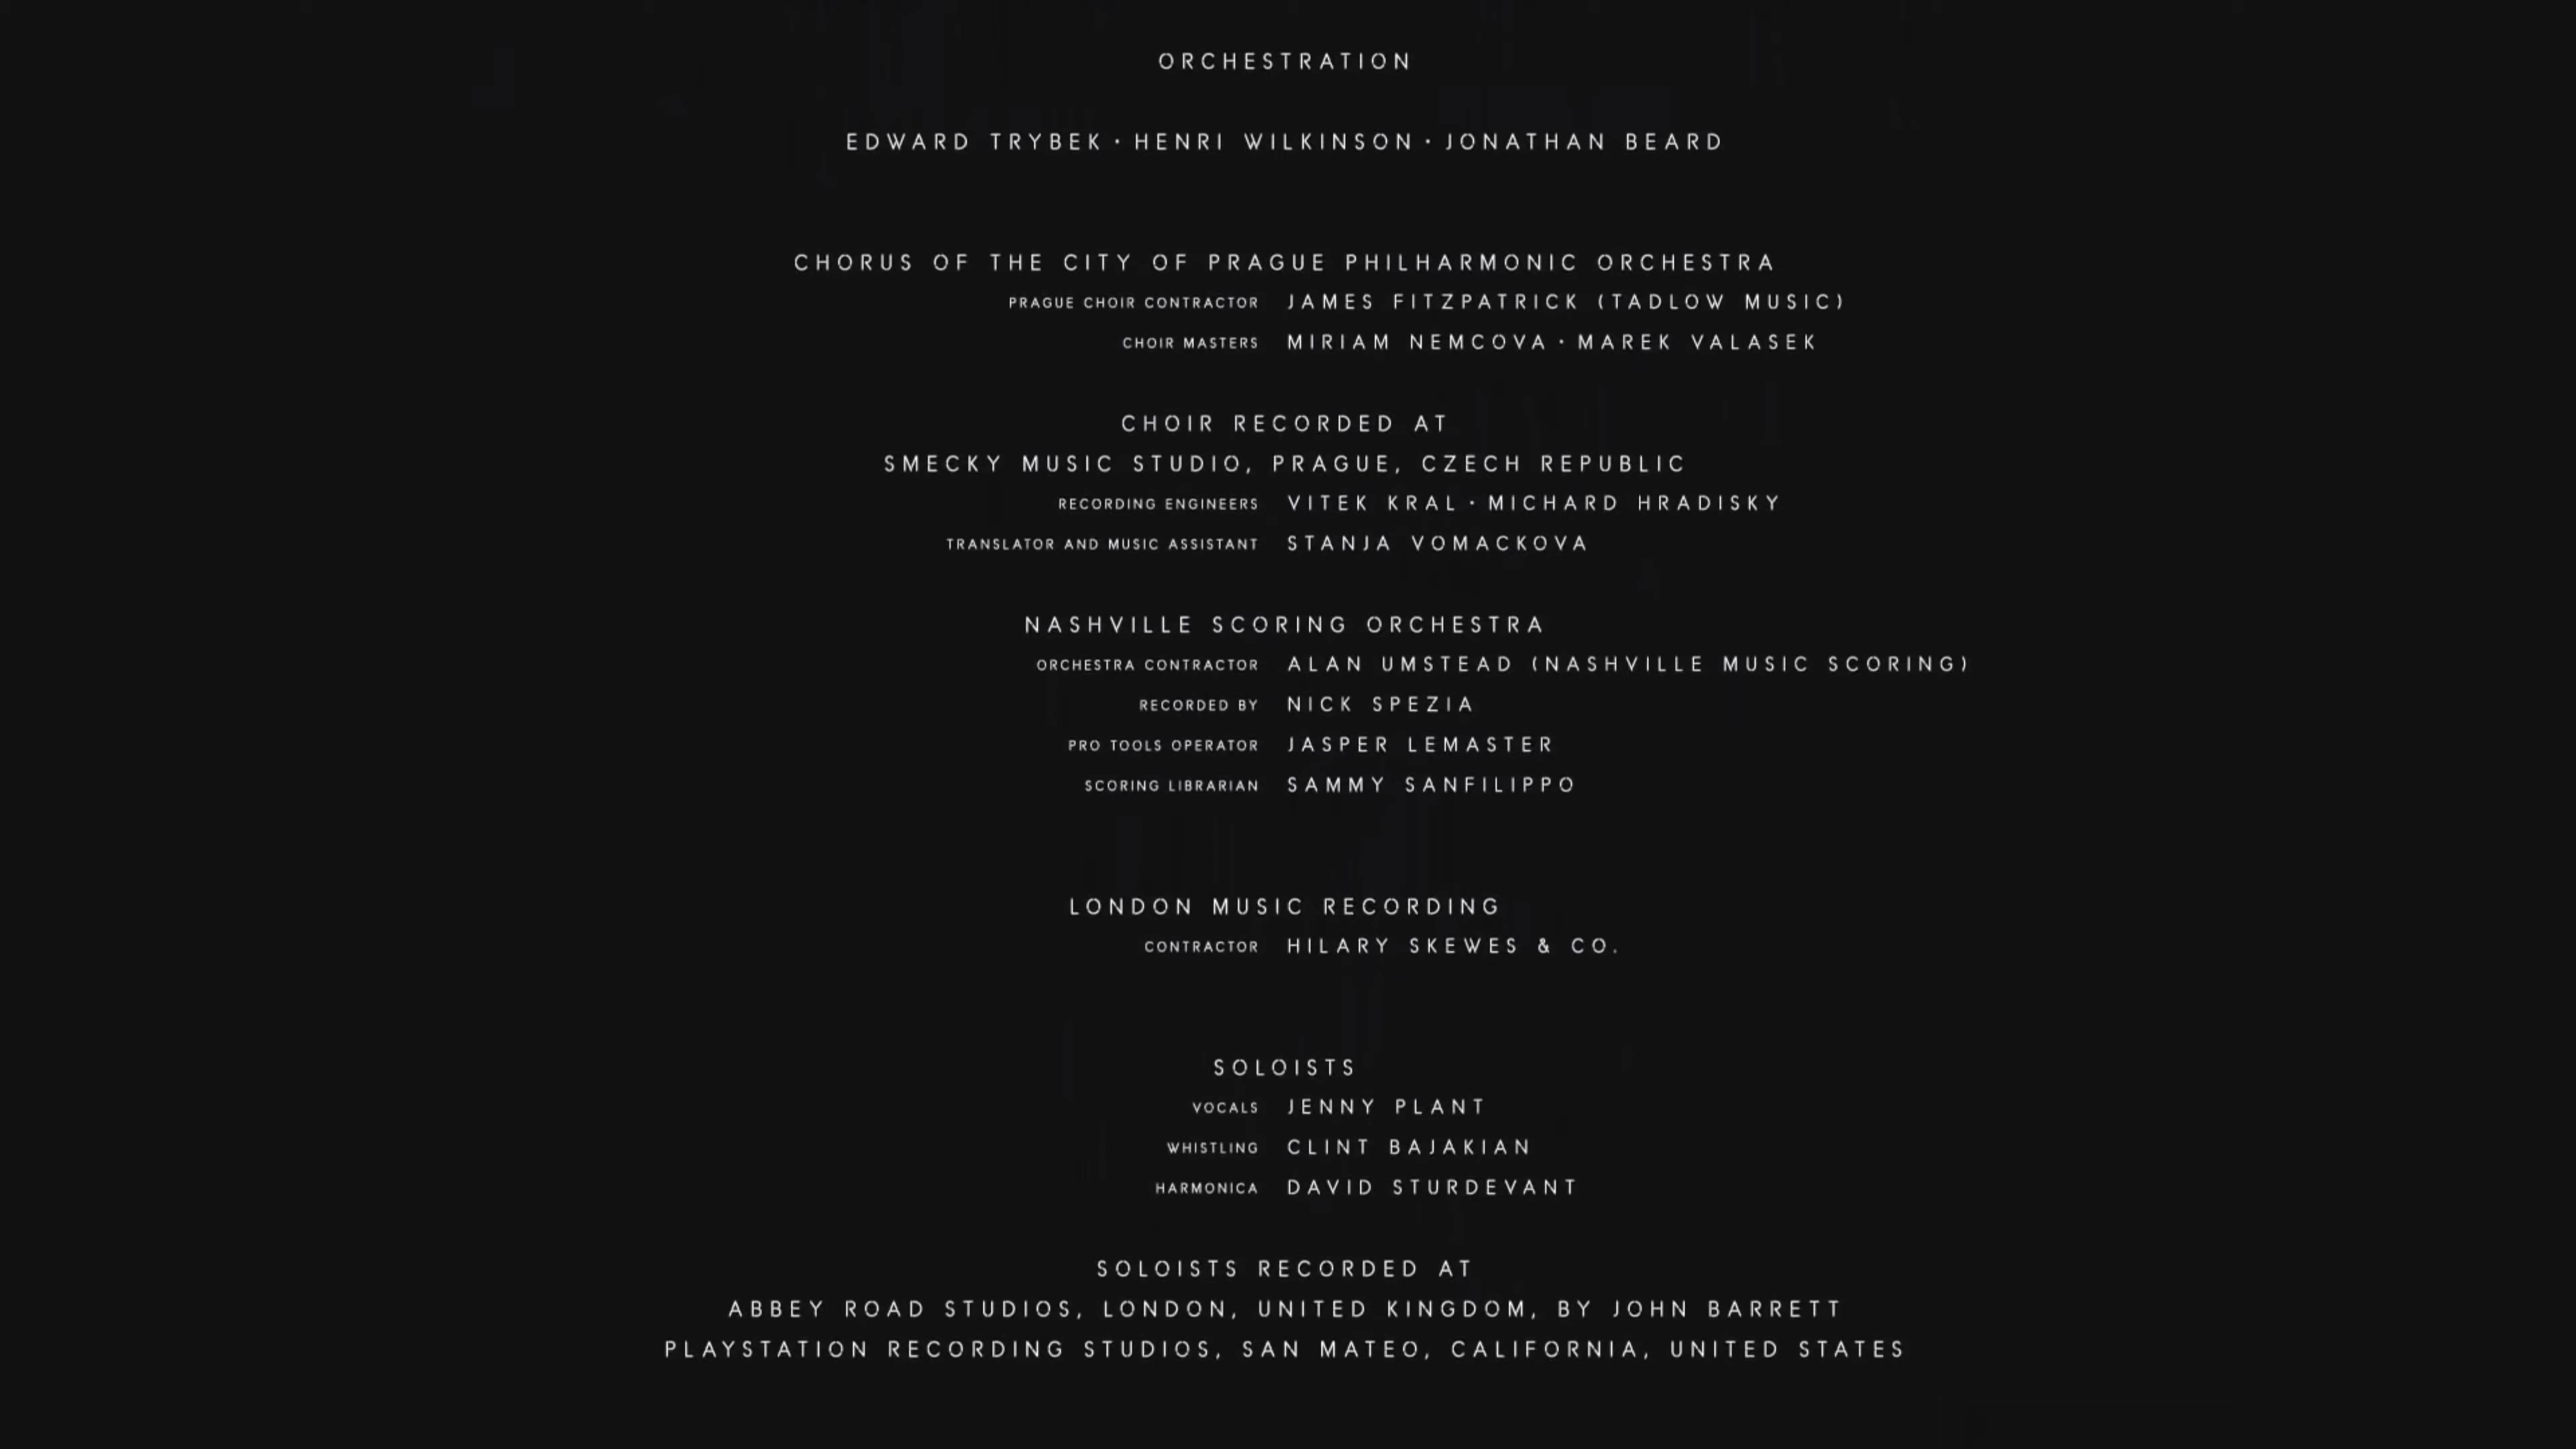 ORCHESTRATION
EDWARD TRYBEK · HENRI WILKINSON · JONATHAN BEARD
CHORUS OF THE CITY OF PRAGUE PHILHARMONIC ORCHESTRA
PRAGUE CHOIR CONTRACTOR JAMES FITZPATRICK (TADLOW MUSIC)
CHOIR MASTERS MIRIAM NEMCOVA · MAREK VALASEK
CHOIR RECORDED AT
SMECKY MUSIC STUDIO, PRAGUE, CZECH REPUBLIC
RECORDING ENGINEERS VITEK KRAL · MICHARD HRADISKY
TRANSLATOR AND MUSIC ASSISTANT STANJA VOMACKOVA
NASHVILLE SCORING ORCHESTRA
ORCHESTRA CONTRACTOR ALAN UMSTEAD (NASHVILLE MUSIC SCORING)
RECORDED BY NICK SPEZIA
PRO TOOLS OPERATOR JASPER LEMASTER
SCORING LIBRARIAN SAMMY SANFILIPPO
LONDON MUSIC RECORDING
CONTRACTOR HILARY SKEWES & CO.
SOLOISTS
VOCALS JENNY PLANT
WHISTLING CLINT BAJAKIAN
HARMONICA DAVID STURDEVANT
SOLOISTS RECORDED AT
ABBEY ROAD STUDIOS, LONDON, UNITED KINGDOM, BY JOHN BARRETT
PLAYSTATION RECORDING STUDIOS, SAN MATEO, CALIFORNIA, UNITED STATES